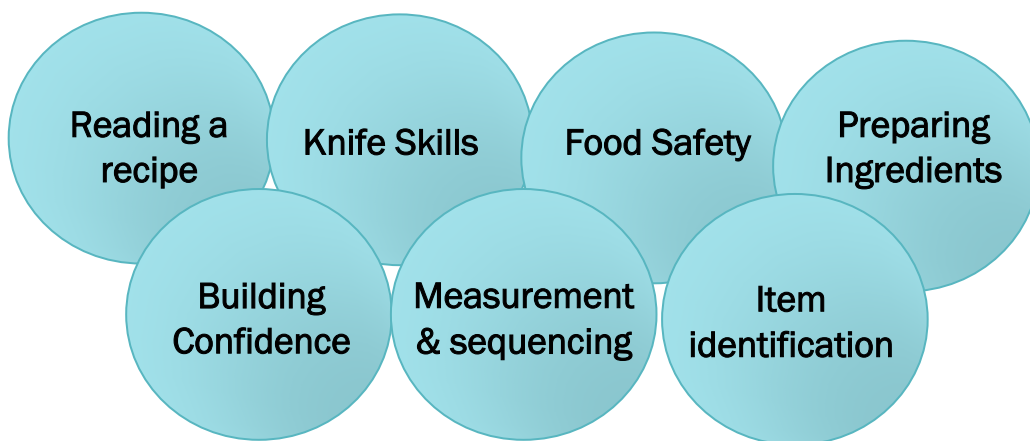 Reading a
recipe
Knife Skills
Food Safety
Preparing
Ingredients
Building
Confidence
Measurement
& sequencing
Item
identification